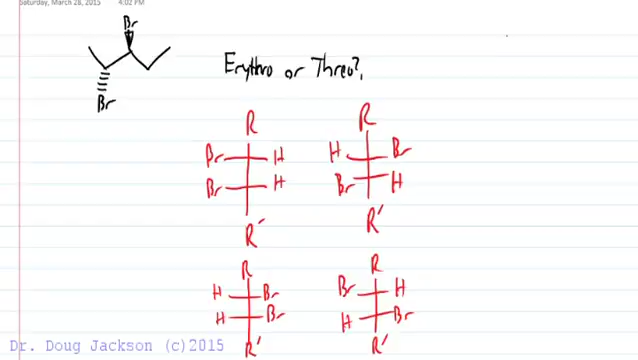 Saturday, March 28, 2015 4:02 PM
Br
Br
Erythro or Threo?,
R
Br H
Br H
R′
R
H Br
Br H
R′
R
H Br
H Br
R′
R
Br H
H Br
R′
Dr. Doug Jackson (c)2015